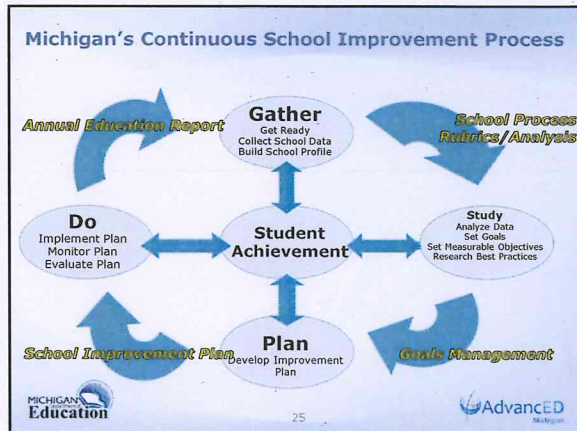 Michigan's Continuous School Improvement Process
Annual Education Report
Gather
Get Ready
Collect School Data
Build School Profile
School Process
Rubrics/Analysis
Do
Implement Plan
Monitor Plan
Evaluate Plan
Student
Achievement
Study
Analyze Data
Set Goals
Set Measurable Objectives
Research Best Practices
School Improvement Plan
Plan
Develop Improvement
Plan
Goals Management
MICHIGAN
Department of
Education
25
AdvancED
Michigan